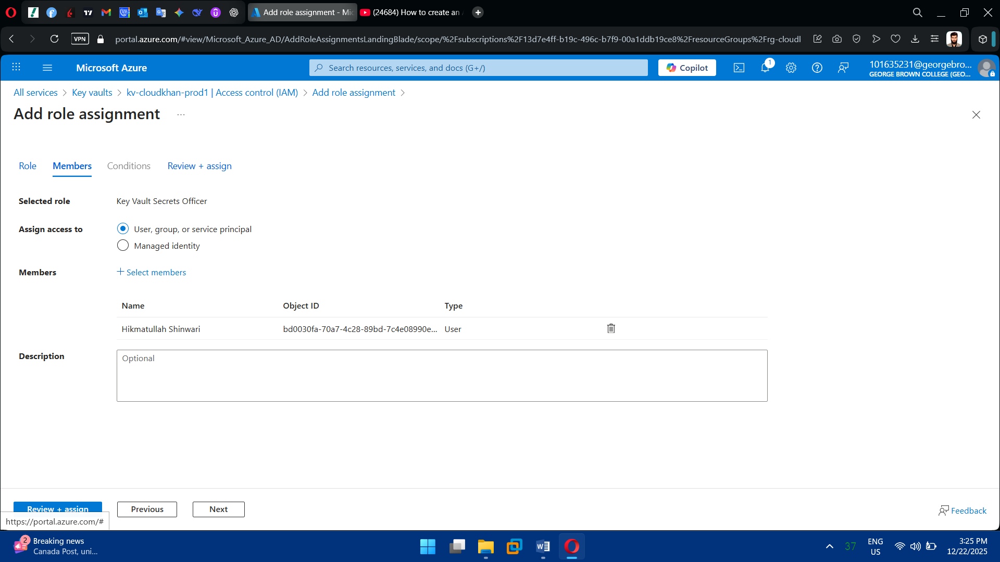 Add role assignment - Mic
(24684) How to create an
VPN
portal.azure.com/#view/Microsoft_Azure_AD/AddRoleAssignmentsLandingBlade/scope/%2Fsubscriptions%2F13d7e4ff-b19c-496c-b7f9-00a1ddb19ce8%2FresourceGroups%2Frg-cloudl
Microsoft Azure
Search resources, services, and docs (G+/)
Copilot
1
101635231@georgebro...
GEORGE BROWN COLLEGE (GEO...
All services > Key vaults > kv-cloudkhan-prod1 | Access control (IAM) > Add role assignment >
Add role assignment ...
Role Members Conditions Review + assign
Selected role Key Vault Secrets Officer
Assign access to User, group, or service principal
Managed identity
Members + Select members
Name Object ID Type
Hikmatullah Shinwari bd0030fa-70a7-4c28-89bd-7c4e08990e... User
Description Optional
Review + assign Previous Next
Feedback
https://portal.azure.com/#
2
Breaking news
Canada Post, uni...
37
ENG
US
3:25 PM
12/22/2025